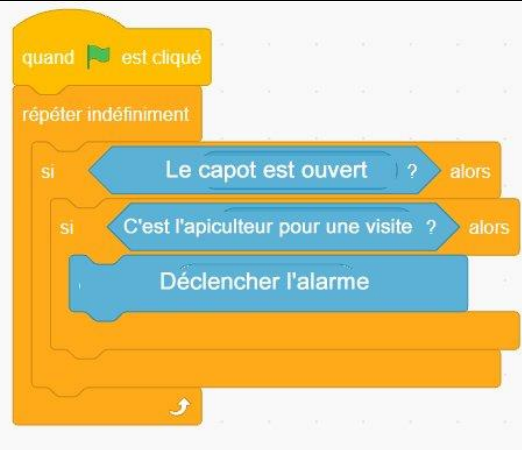 quand est cliqué
répéter indéfiniment
si Le capot est ouvert ? alors
si C'est l'apiculteur pour une visite ? alors
Déclencher l'alarme